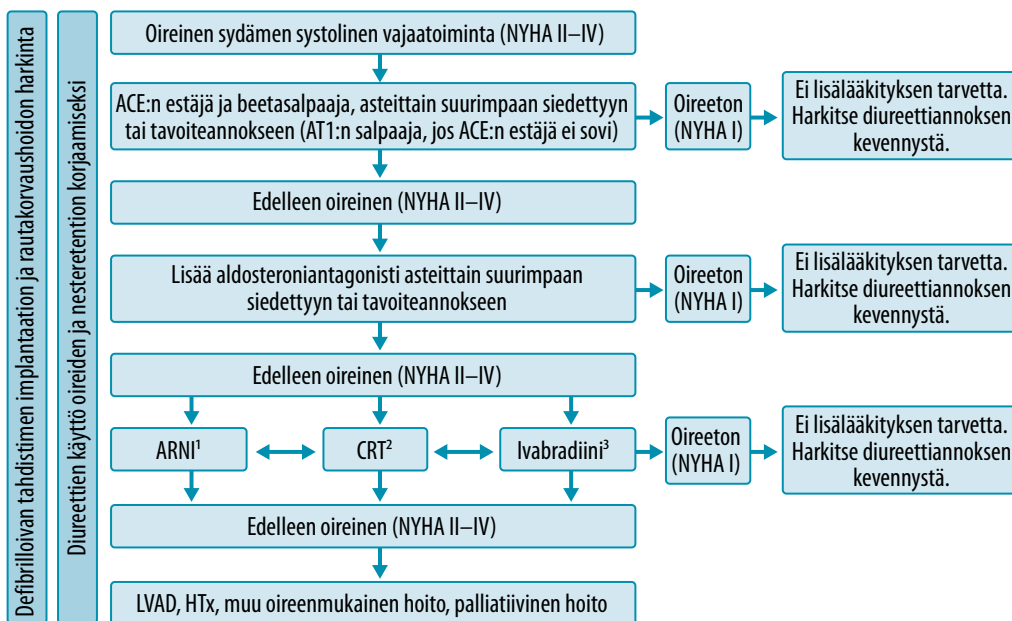 Defibrilloivan tahdistimen implantaation ja rautakorvaushoidon harkinta
Diureettien käyttö oireiden ja nesteretention korjaamiseksi
Oireinen sydämen systolinen vajaatoiminta (NYHA II–IV)
ACE:n estäjä ja beetasalpaaja, asteittain suurimpaan siedettyyn
tai tavoiteannokseen (AT1:n salpaaja, jos ACE:n estäjä ei sovi)
Oireeton
(NYHA I)
Ei lisälääkityksen tarvetta.
Harkitse diureettiannoksen
kevennystä.
Edelleen oireinen (NYHA II–IV)
Lisää aldosteroniantagonisti asteittain suurimpaan
siedettyyn tai tavoiteannokseen
Oireeton
(NYHA I)
Ei lisälääkityksen tarvetta.
Harkitse diureettiannoksen
kevennystä.
Edelleen oireinen (NYHA II–IV)
ARNI¹
CRT²
Ivabradiini³
Oireeton
(NYHA I)
Ei lisälääkityksen tarvetta.
Harkitse diureettiannoksen
kevennystä.
Edelleen oireinen (NYHA II–IV)
LVAD, HTx, muu oireenmukainen hoito, palliatiivinen hoito